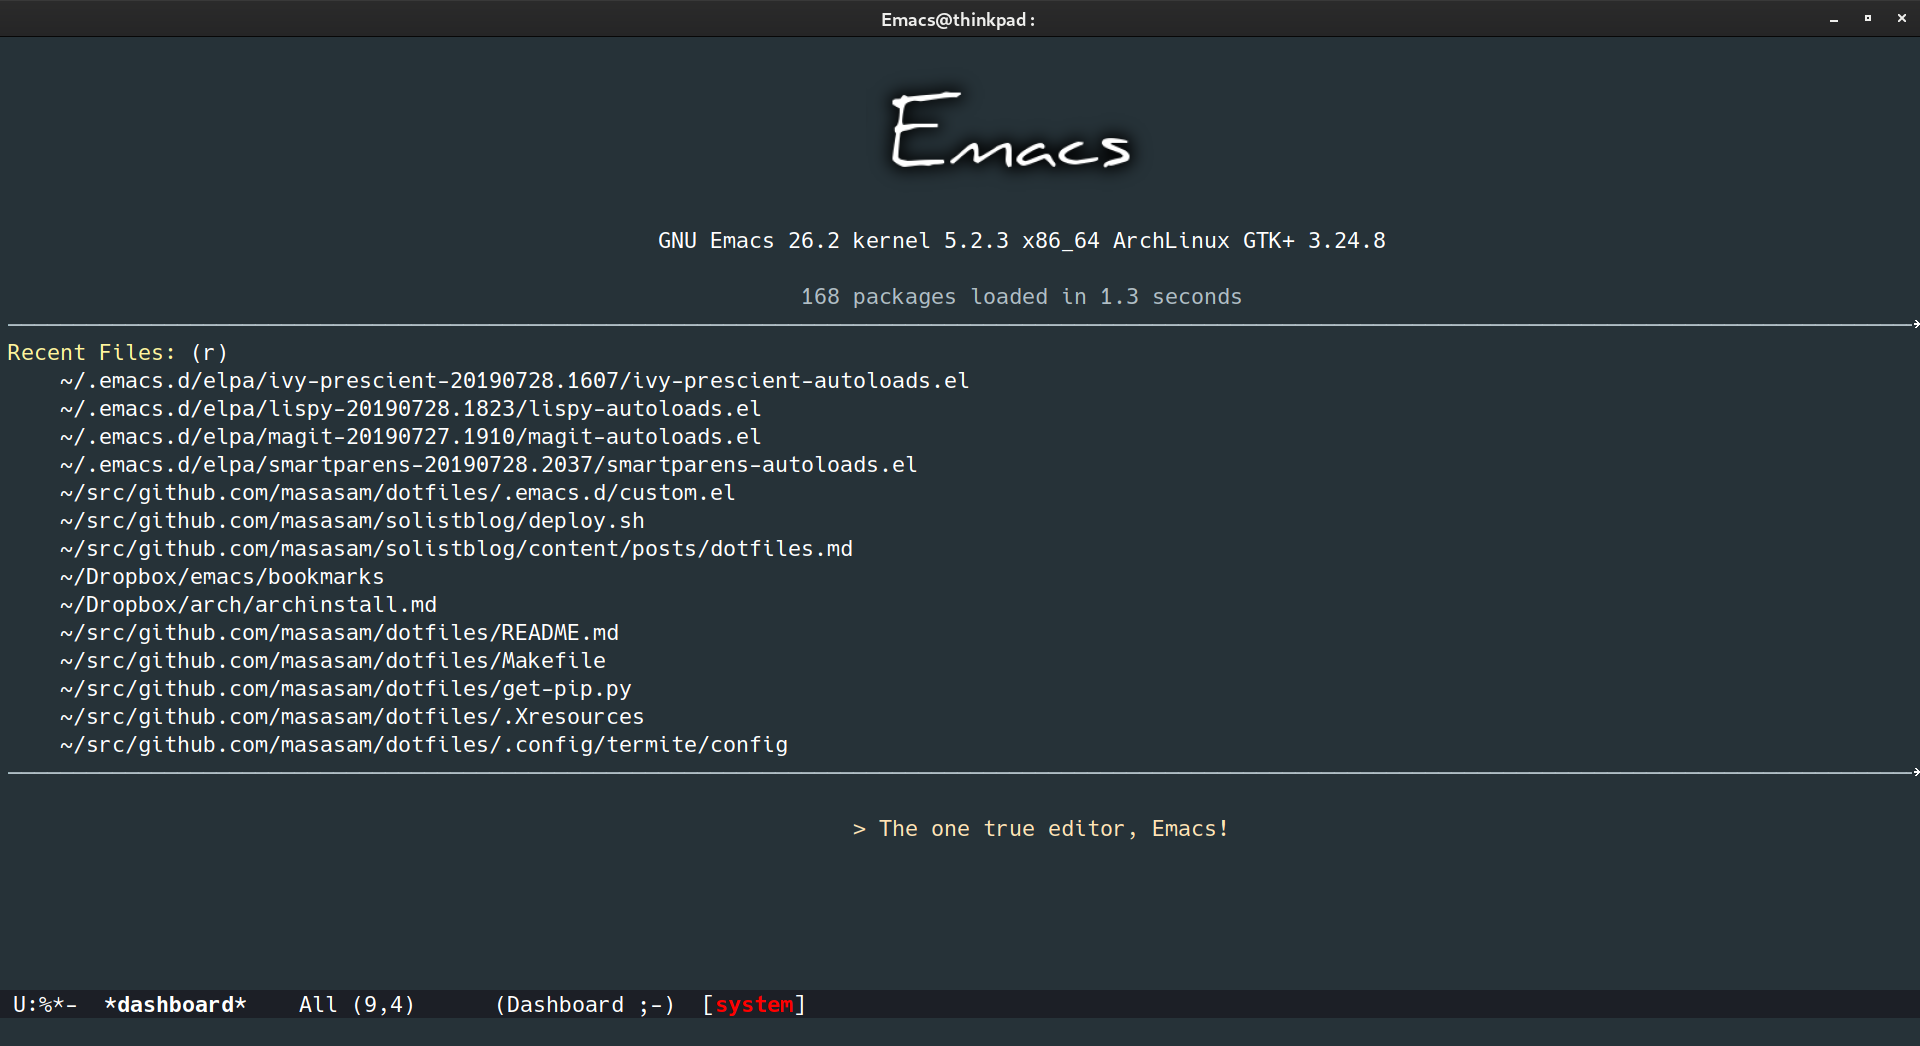 Emacs@thinkpad:
Emacs
GNU Emacs 26.2 kernel 5.2.3 x86_64 ArchLinux GTK+ 3.24.8
168 packages loaded in 1.3 seconds
Recent Files: (r)
~/.emacs.d/elpa/ivy-prescient-20190728.1607/ivy-prescient-autoloads.el
~/.emacs.d/elpa/lispy-20190728.1823/lispy-autoloads.el
~/.emacs.d/elpa/magit-20190727.1910/magit-autoloads.el
~/.emacs.d/elpa/smartparens-20190728.2037/smartparens-autoloads.el
~/src/github.com/masasam/dotfiles/.emacs.d/custom.el
~/src/github.com/masasam/solistblog/deploy.sh
~/src/github.com/masasam/solistblog/content/posts/dotfiles.md
~/Dropbox/emacs/bookmarks
~/Dropbox/arch/archinstall.md
~/src/github.com/masasam/dotfiles/README.md
~/src/github.com/masasam/dotfiles/Makefile
~/src/github.com/masasam/dotfiles/get-pip.py
~/src/github.com/masasam/dotfiles/.Xresources
~/src/github.com/masasam/dotfiles/.config/termite/config
> The one true editor, Emacs!
U:%*-  *dashboard*    All (9,4)      (Dashboard ;-)  [system]